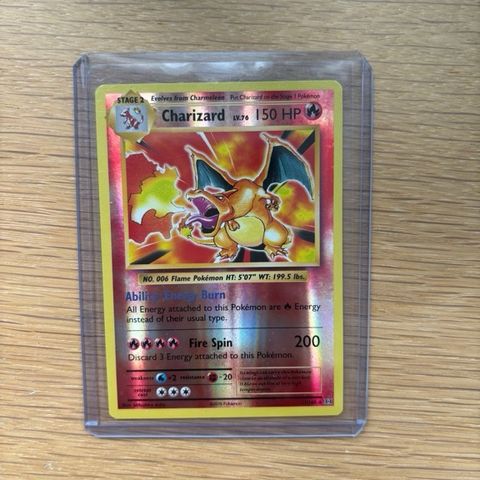 STAGE 2 Evolves from Charmeleon Put Charizard on the Stage 1 Pokémon
Charizard LV.76 150 HP
NO. 006 Flame Pokémon HT: 5'07" WT: 199.5 lbs.
Ability: Energy Burn
All Energy attached to this Pokémon are Energy
instead of their usual type.
Fire Spin 200
Discard 3 Energy attached to this Pokémon.
weakness ×2 resistance -20
retreat
cost
©2016 Pokémon